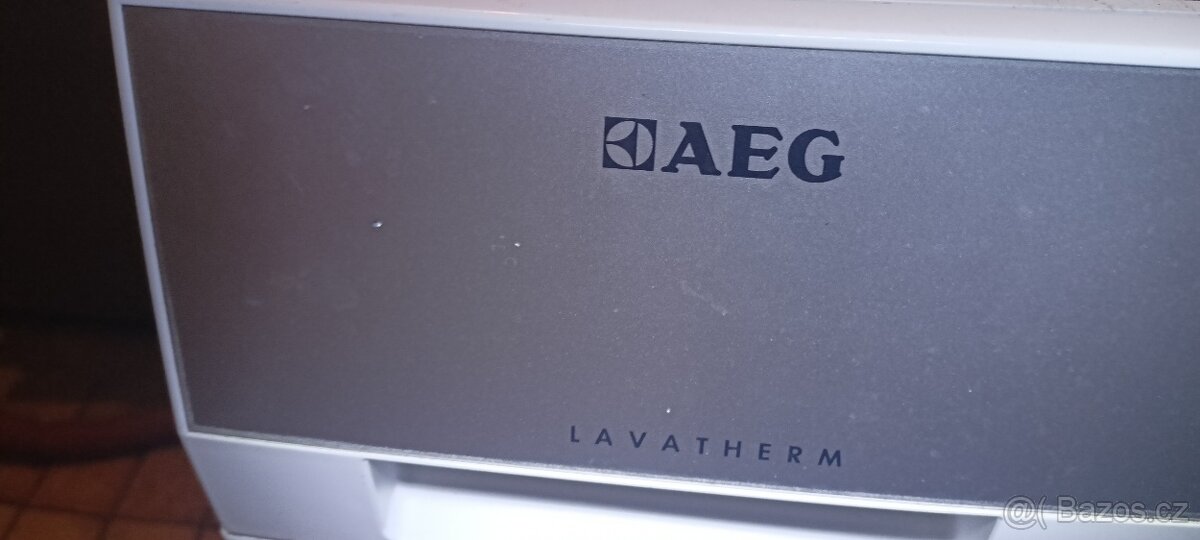 AEG
LAVATHERM
@( Bazos.cz